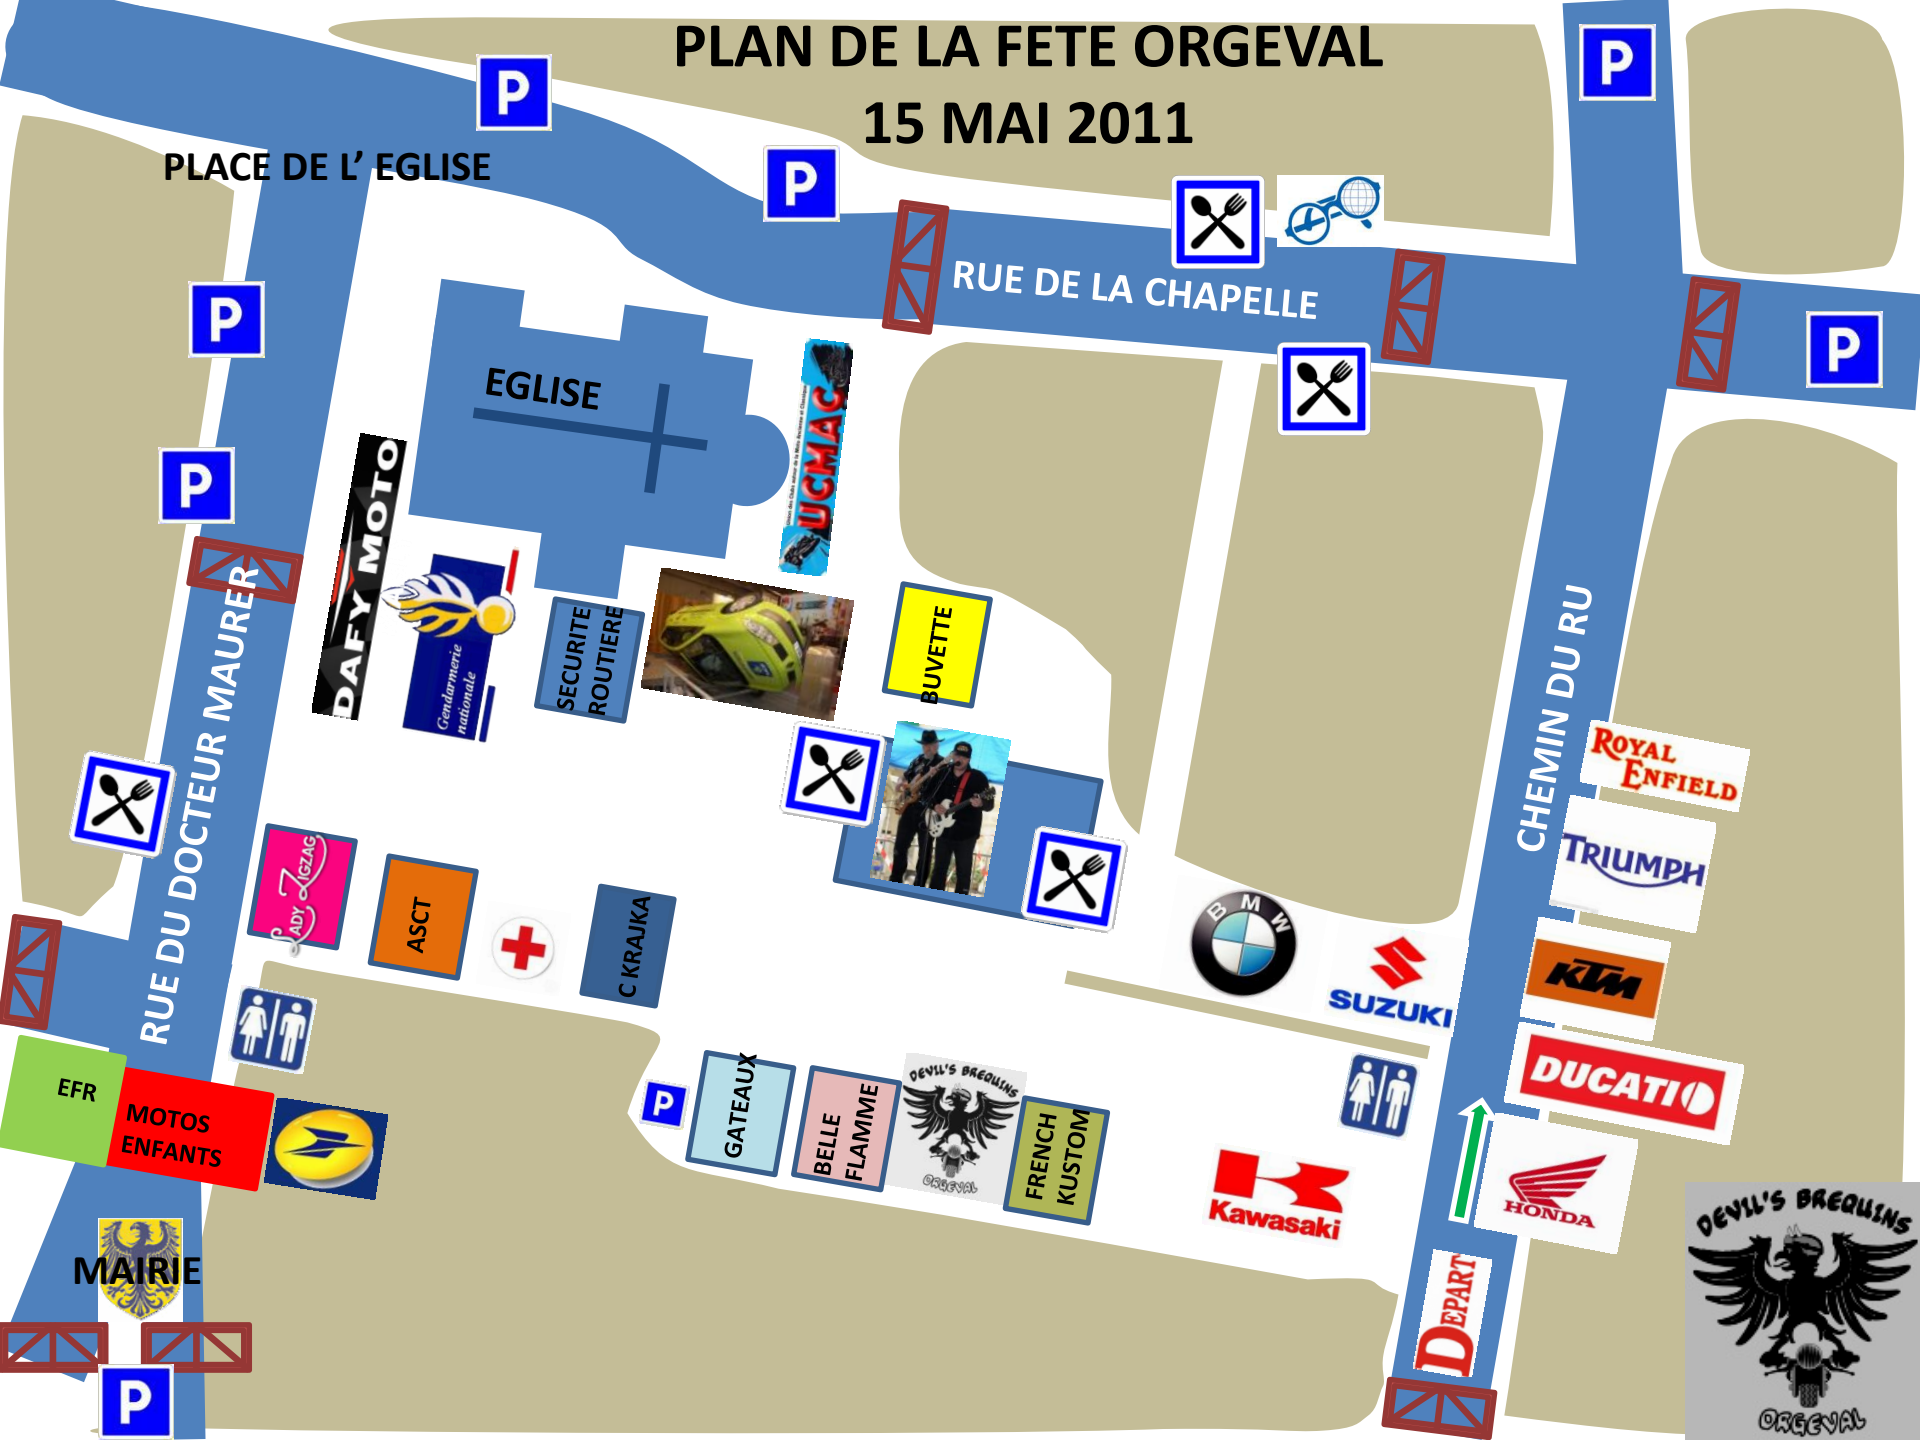 PLAN DE LA FETE ORGEVAL
15 MAI 2011
P
P
P
PLACE DE L' EGLISE
RUE DE LA CHAPELLE
P
P
EGLISE
UCMAC
P
DAFY MOTO
Gendarmerie
nationale
SECURITE
ROUTIERE
BUVETTE
RUE DU DOCTEUR MAURER
CHEMIN DU RU
ROYAL
ENFIELD
TRIUMPH
LADY ZIGZAG
ASCT
C KRAJKA
BMW
SUZUKI
KTM
DUCATI
HONDA
EFR
MOTOS
ENFANTS
P
GATEAUX
BELLE
FLAMME
DEVIL'S BREQUINS
ORGEVAL
FRENCH
KUSTOM
Kawasaki
MAIRIE
DEPART
P
DEVIL'S BREQUINS
ORGEVAL